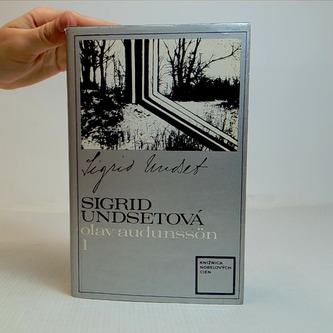 Sigrid Undset
SIGRID
UNDSETOVÁ
olav audunssön
1
KNIŽNICA
NOBELOVÝCH
CIEN